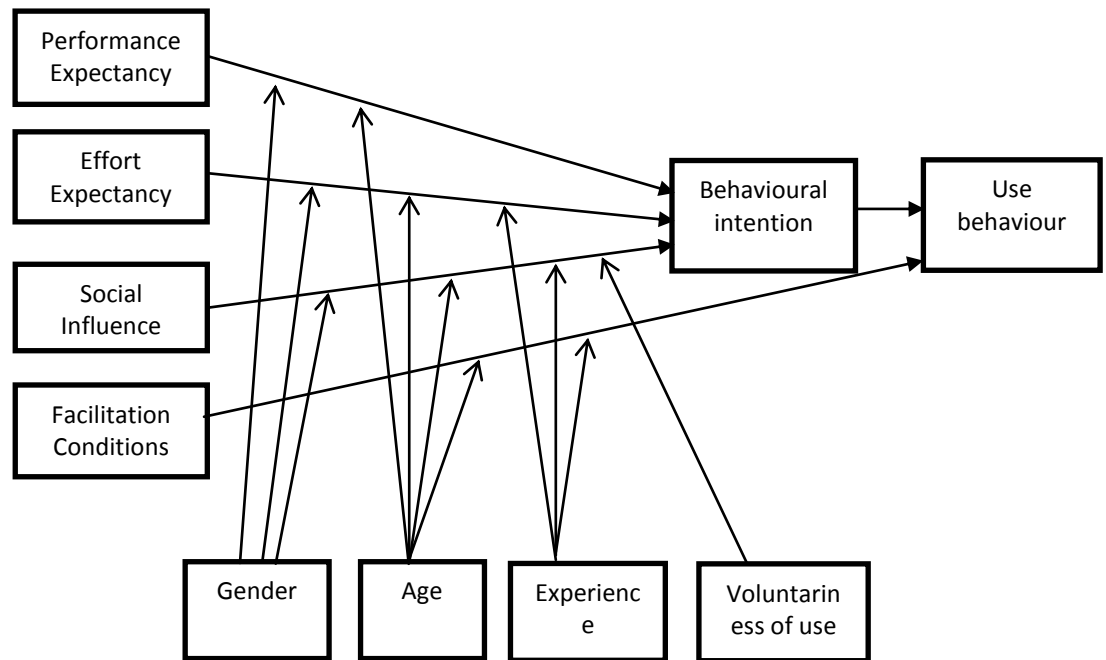 Performance
Expectancy
Effort
Expectancy
Social
Influence
Facilitation
Conditions
Behavioural
intention
Use
behaviour
Gender
Age
Experienc
e
Voluntarin
ess of use